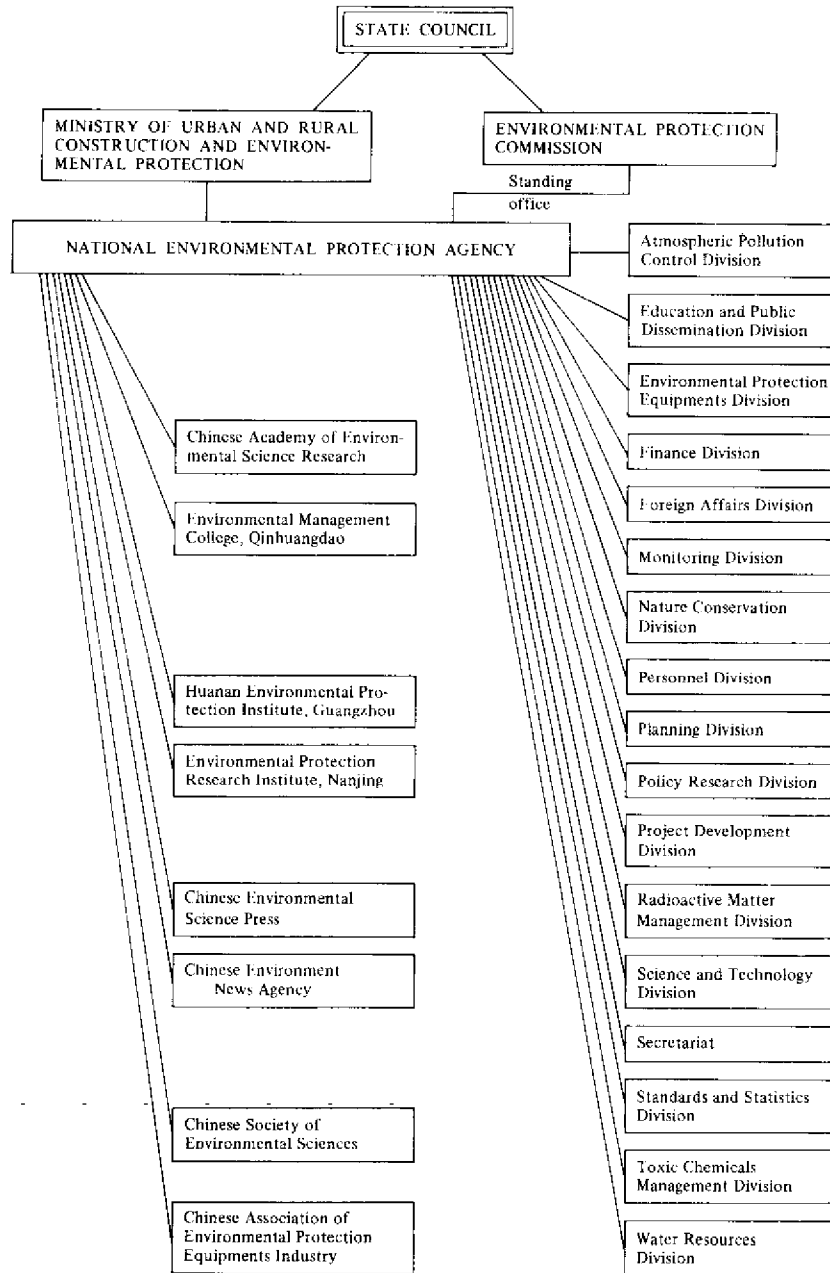 STATE COUNCIL
MINISTRY OF URBAN AND RURAL
CONSTRUCTION AND ENVIRON-
MENTAL PROTECTION
ENVIRONMENTAL PROTECTION
COMMISSION
Standing
office
NATIONAL ENVIRONMENTAL PROTECTION AGENCY
Chinese Academy of Environ-
mental Science Research
Environmental Management
College, Qinhuangdao
Huanan Environmental Pro-
tection Institute, Guangzhou
Environmental Protection
Research Institute, Nanjing
Chinese Environmental
Science Press
Chinese Environment
News Agency
Chinese Society of
Environmental Sciences
Chinese Association of
Environmental Protection
Equipments Industry
Atmospheric Pollution
Control Division
Education and Public
Dissemination Division
Environmental Protection
Equipments Division
Finance Division
Foreign Affairs Division
Monitoring Division
Nature Conservation
Division
Personnel Division
Planning Division
Policy Research Division
Project Development
Division
Radioactive Matter
Management Division
Science and Technology
Division
Secretariat
Standards and Statistics
Division
Toxic Chemicals
Management Division
Water Resources
Division